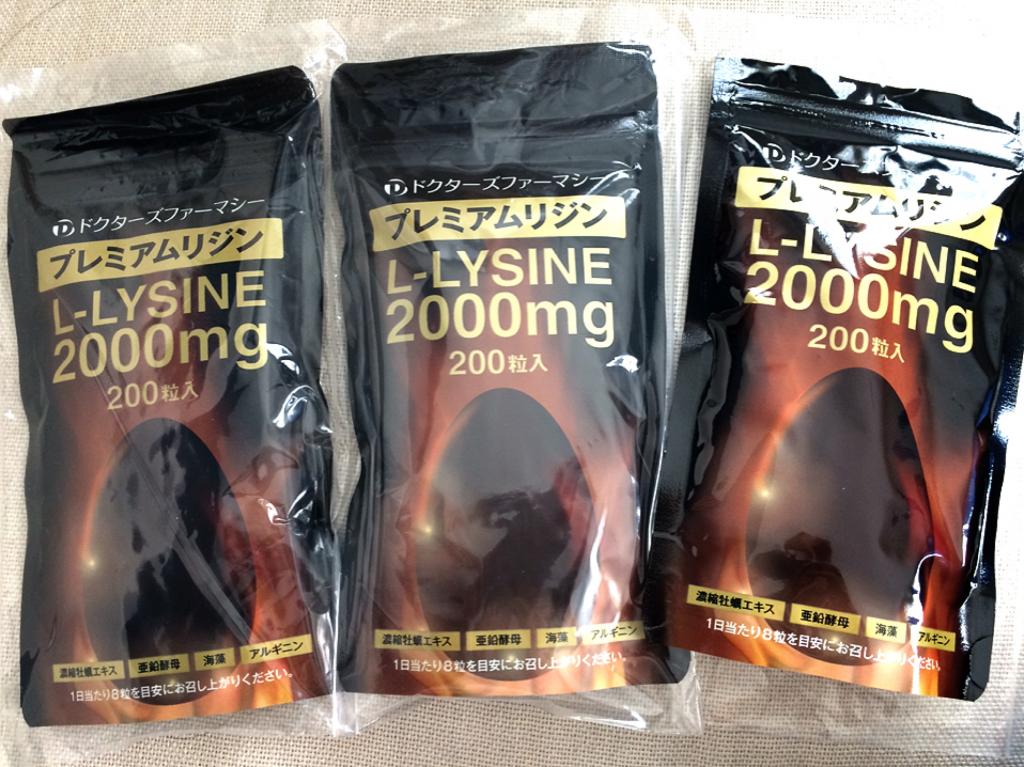 ドクターズファーマシー
プレミアムリジン
L-LYSINE
2000mg
200粒入
濃縮牡蠣エキス 亜鉛酵母 海藻 アルギニン
1日当たり8粒を目安にお召し上がりください。
ドクターズファーマシー
プレミアムリジン
L-LYSINE
2000mg
200粒入
濃縮牡蠣エキス 亜鉛酵母 海藻 アルギニン
1日当たり8粒を目安にお召し上がりください。
ドクター
プレミアムリジン
L-LYSINE
2000mg
200粒入
濃縮牡蠣エキス 亜鉛酵母 海藻 アルギニン
1日当たり8粒を目安にお召し上がりください。